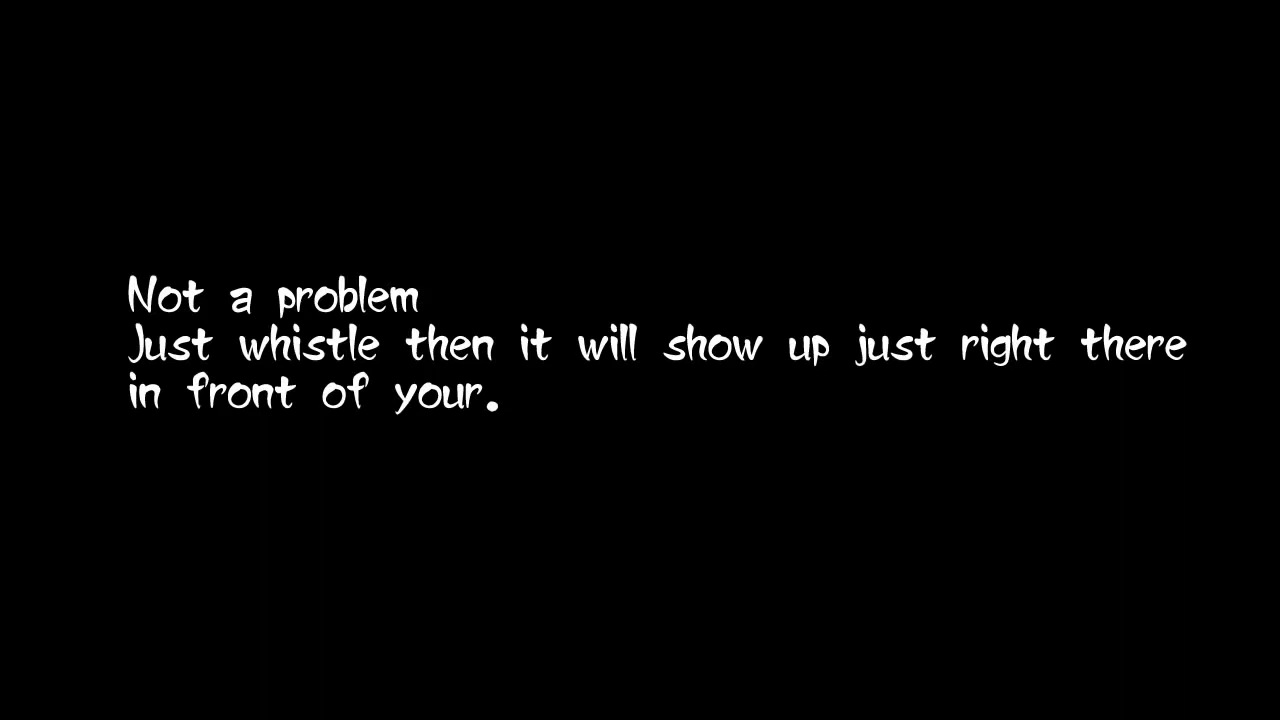 Not a problem
Just whistle then it will show up just right there
in front of your.